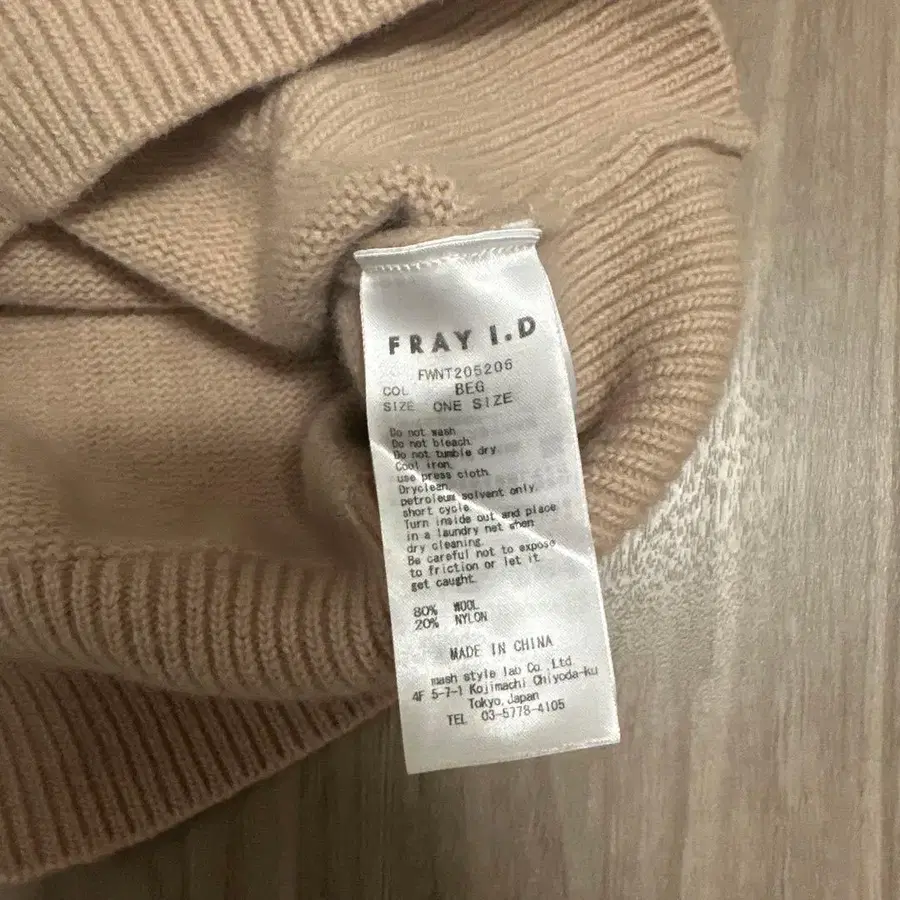 FRAY I.D
FWNT205206
COL BEG
SIZE ONE SIZE
Do not wash
Do not bleach.
Do not tumble dry
Cool iron.
use press cloth.
Dryclean.
petroleum solvent only.
short cycle.
Turn inside out and place
in a laundry net when
dry cleaning.
Be careful not to expose
to friction or let it
get caught.
80% WOOL
20% NYLON
MADE IN CHINA
mash style lab Co.,Ltd.
4F 5-7-1 Kojimachi Chiyoda-ku
Tokyo,Japan
TEL 03-5778-4105